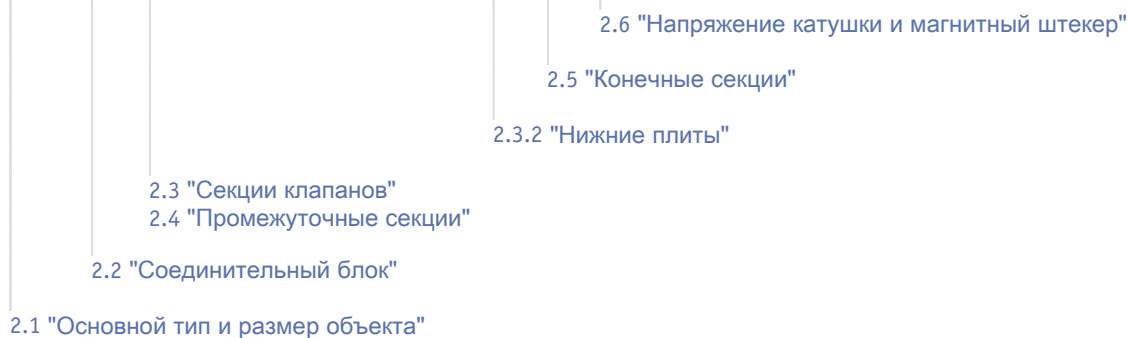 2.6 "Напряжение катушки и магнитный штекер"
2.5 "Конечные секции"
2.3.2 "Нижние плиты"
2.3 "Секции клапанов"
2.4 "Промежуточные секции"
2.2 "Соединительный блок"
2.1 "Основной тип и размер объекта"